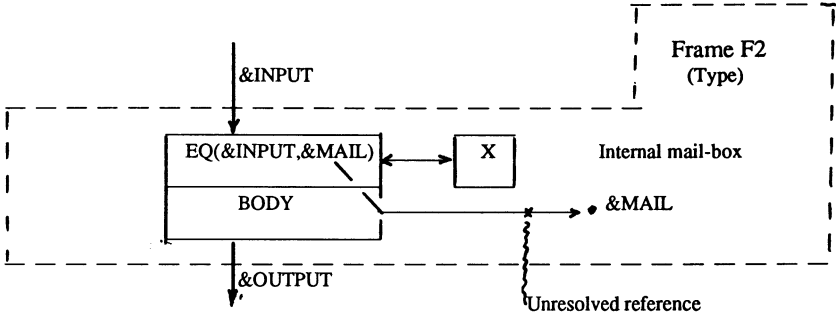 Frame F2
(Type)
&INPUT
EQ(&INPUT,&MAIL)
X
Internal mail-box
BODY
&MAIL
&OUTPUT
Unresolved reference